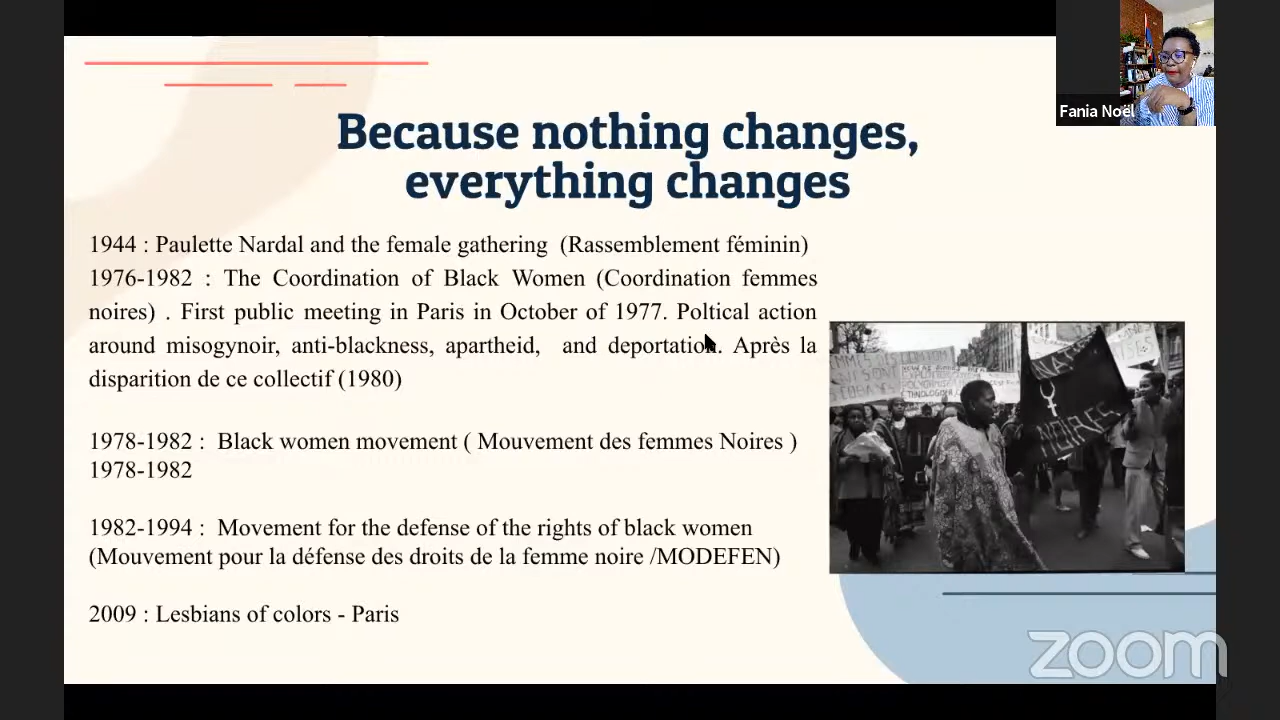 Fania Noël
Because nothing changes,
everything changes
1944 : Paulette Nardal and the female gathering (Rassemblement féminin)
1976-1982 : The Coordination of Black Women (Coordination femmes
noires) . First public meeting in Paris in October of 1977. Poltical action
around misogynoir, anti-blackness, apartheid, and deportation. Après la
disparition de ce collectif (1980)
1978-1982 : Black women movement ( Mouvement des femmes Noires )
1978-1982
1982-1994 : Movement for the defense of the rights of black women
(Mouvement pour la défense des droits de la femme noire /MODEFEN)
2009 : Lesbians of colors - Paris
NOIRES
zoom